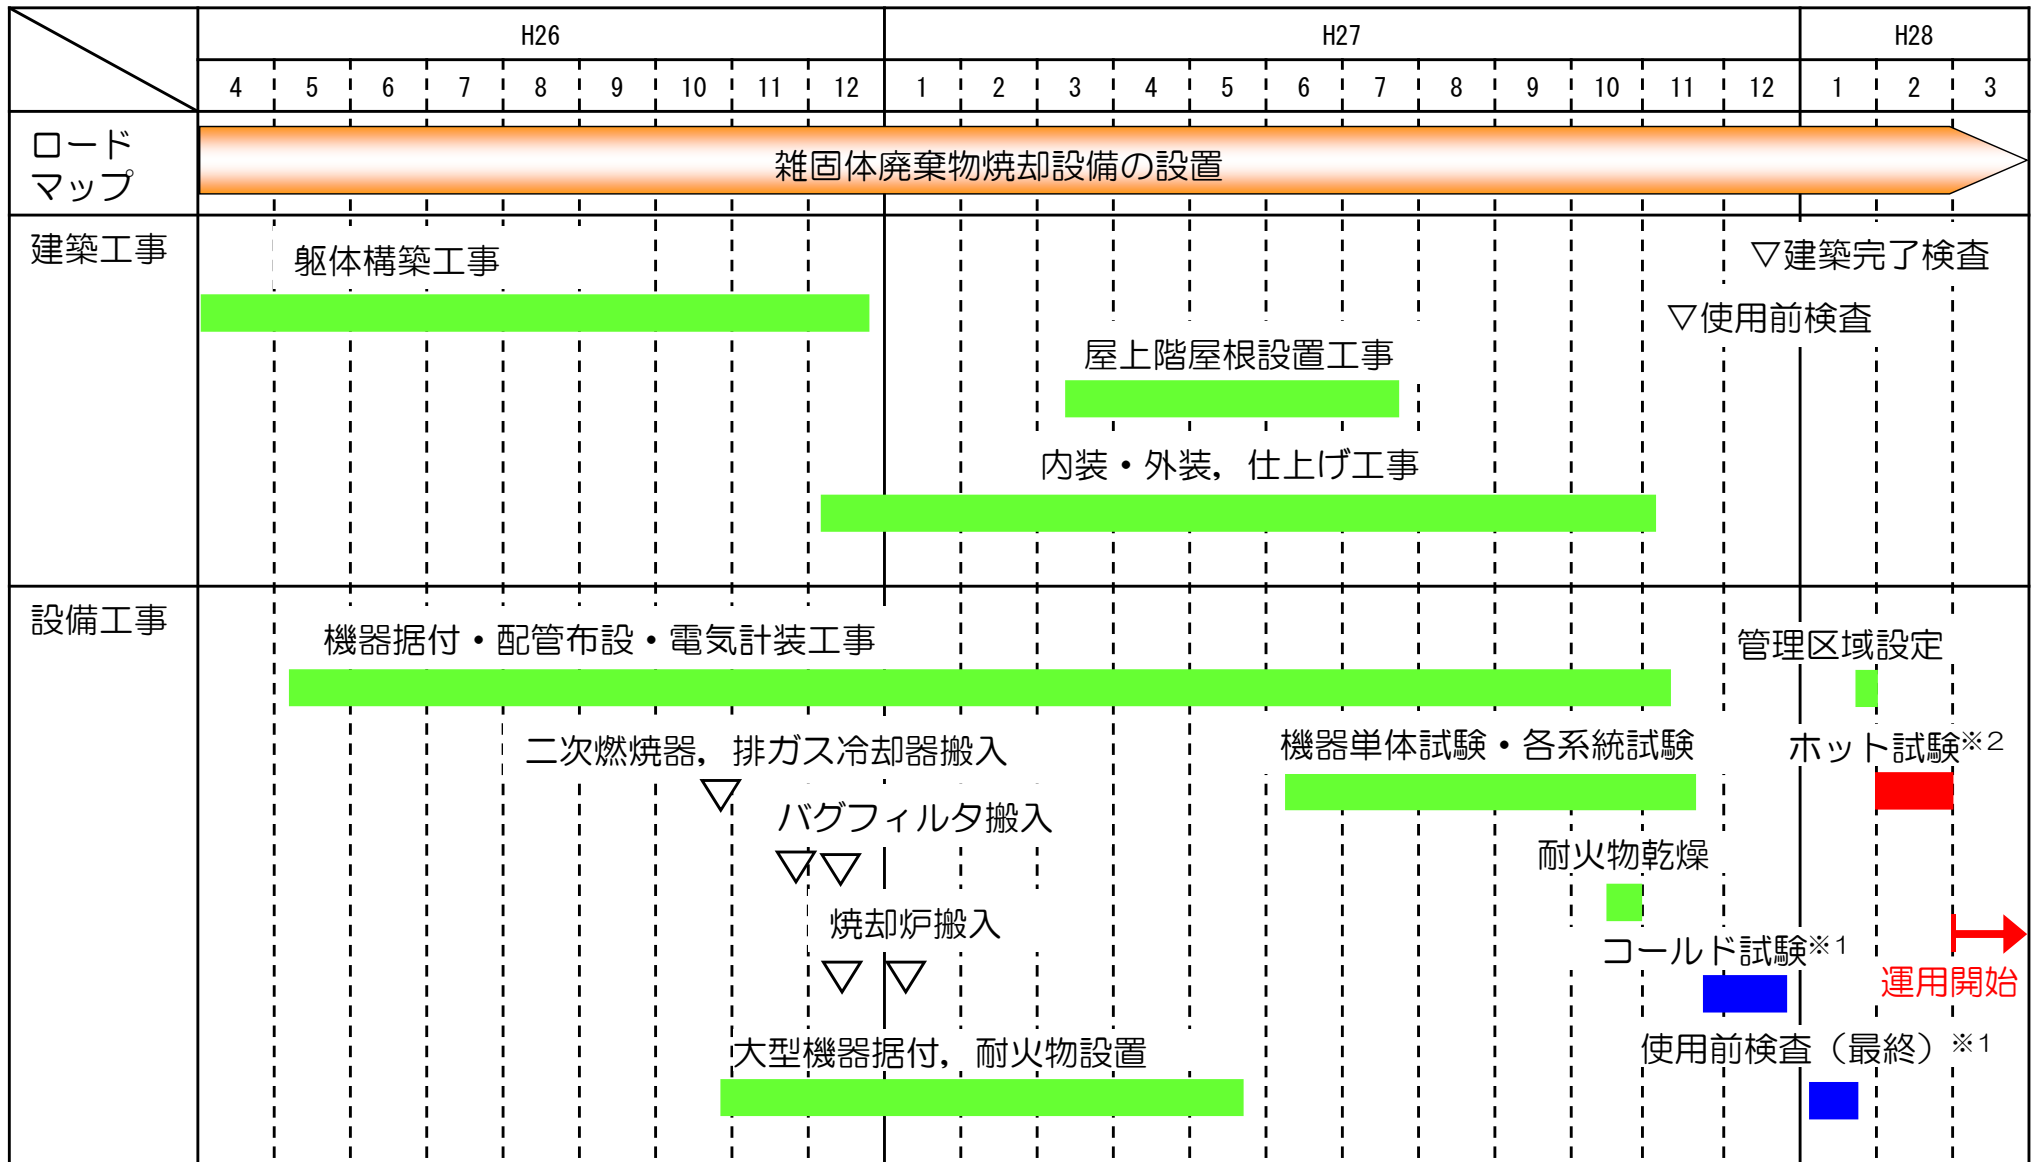 H26 H27 H28
4 5 6 7 8 9 10 11 12 1 2 3 4 5 6 7 8 9 10 11 12 1 2 3
ロード
マップ
雑固体廃棄物焼却設備の設置
建築工事
躯体構築工事
▽建築完了検査
▽使用前検査
屋上階屋根設置工事
内装・外装，仕上げ工事
設備工事
機器据付・配管布設・電気計装工事
管理区域設定
二次燃焼器，排ガス冷却器搬入
機器単体試験・各系統試験
ホット試験※2
バグフィルタ搬入
耐火物乾燥
焼却炉搬入
コールド試験※1
運用開始
大型機器据付，耐火物設置
使用前検査（最終）※1